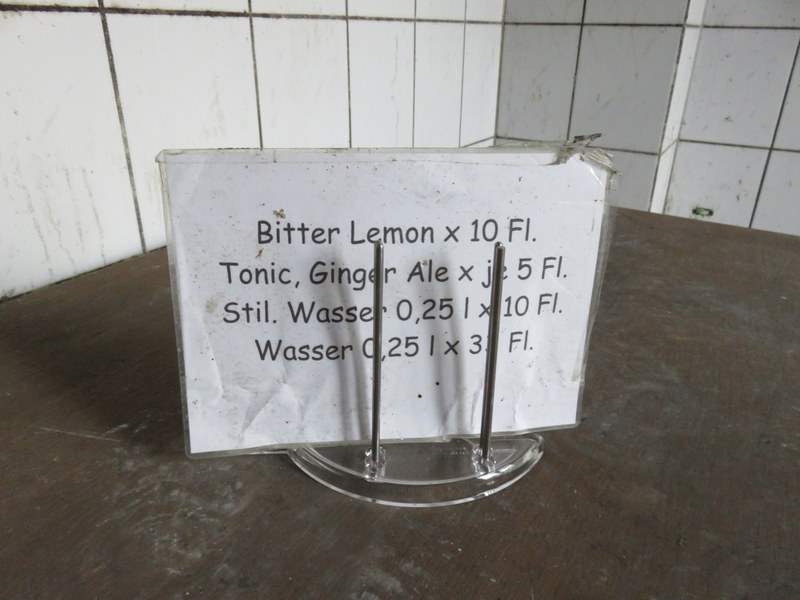 Bitter Lemon x 10 Fl.
Tonic, Ginger Ale x je 5 Fl.
Stil. Wasser 0,25 l x 10 Fl.
Wasser 0,25 l x Fl.